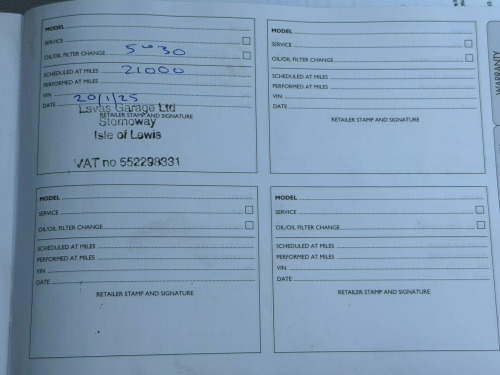 MODEL
SERVICE
OIL/OIL FILTER CHANGE 5W30
SCHEDULED AT MILES 21000
PERFORMED AT MILES
VIN
DATE 20/1/25
Lavas Garage Ltd
RETAILER STAMP AND SIGNATURE
Stornoway
Isle of Lewis
VAT no 552298331
MODEL
SERVICE
OIL/OIL FILTER CHANGE
SCHEDULED AT MILES
PERFORMED AT MILES
VIN
DATE
RETAILER STAMP AND SIGNATURE
MODEL
SERVICE
OIL/OIL FILTER CHANGE
SCHEDULED AT MILES
PERFORMED AT MILES
VIN
DATE
RETAILER STAMP AND SIGNATURE
MODEL
SERVICE
OIL/OIL FILTER CHANGE
SCHEDULED AT MILES
PERFORMED AT MILES
VIN
DATE
RETAILER STAMP AND SIGNATURE
WARRANTY